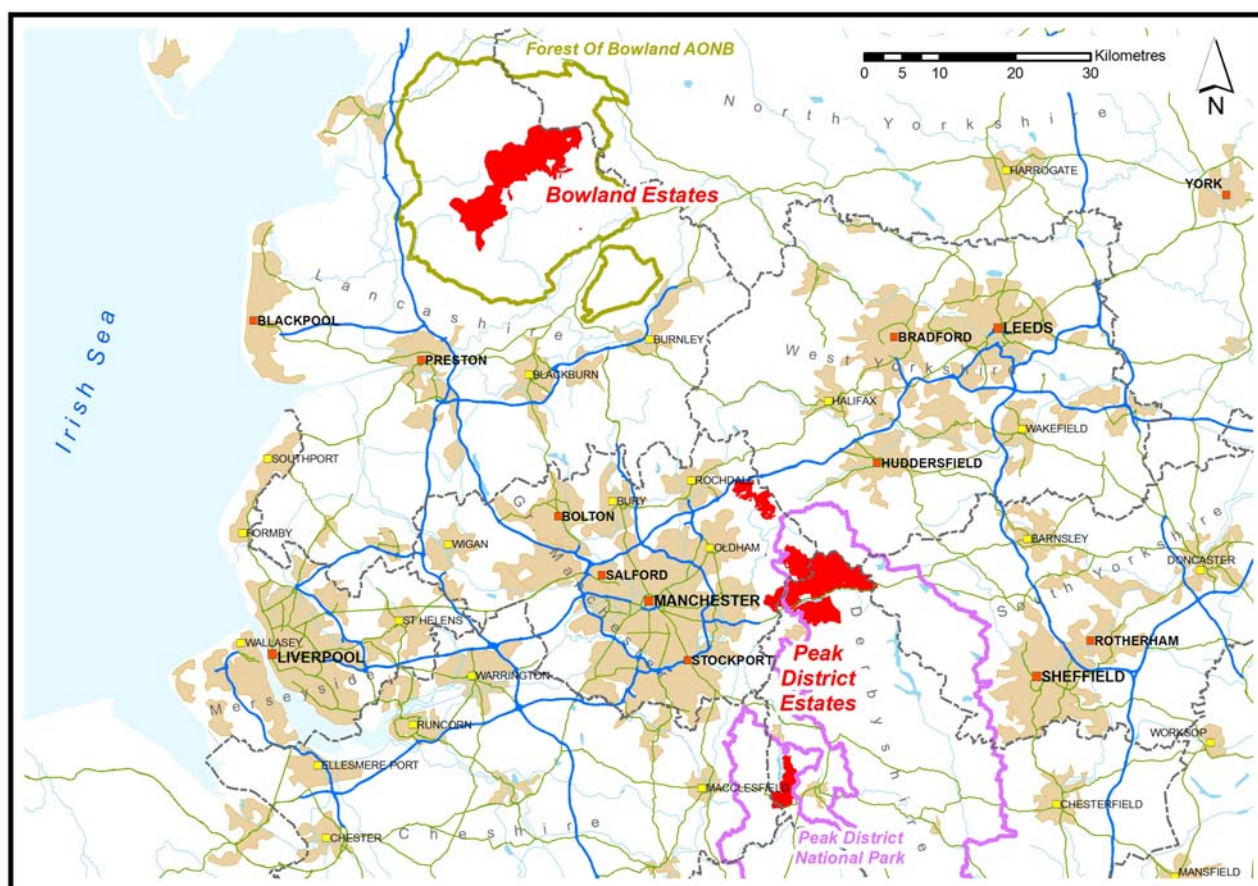 Forest Of Bowland AONB
Kilometres
0 5 10 20 30
N
North Yorkshire
HARROGATE
YORK
Bowland Estates
Lancashire
BLACKPOOL
PRESTON
BURNLEY
BLACKBURN
BRADFORD
LEEDS
West Yorkshire
HALIFAX
WAKEFIELD
HUDDERSFIELD
Irish Sea
SOUTHPORT
FORMBY
ROCHDALE
BURY
BOLTON
WIGAN
OLDHAM
Greater Manchester
SALFORD
MANCHESTER
BARNSLEY
DONCASTER
South Yorkshire
ROTHERHAM
SHEFFIELD
ST HELENS
WALLASEY
LIVERPOOL
Merseyside
WARRINGTON
STOCKPORT
RUNCORN
Peak
District
Estates
Derbyshire
WORKSOP
ELLESMERE PORT
MACCLESFIELD
CHESTERFIELD
CHESTER
Cheshire
Peak District
National Park
MANSFIELD